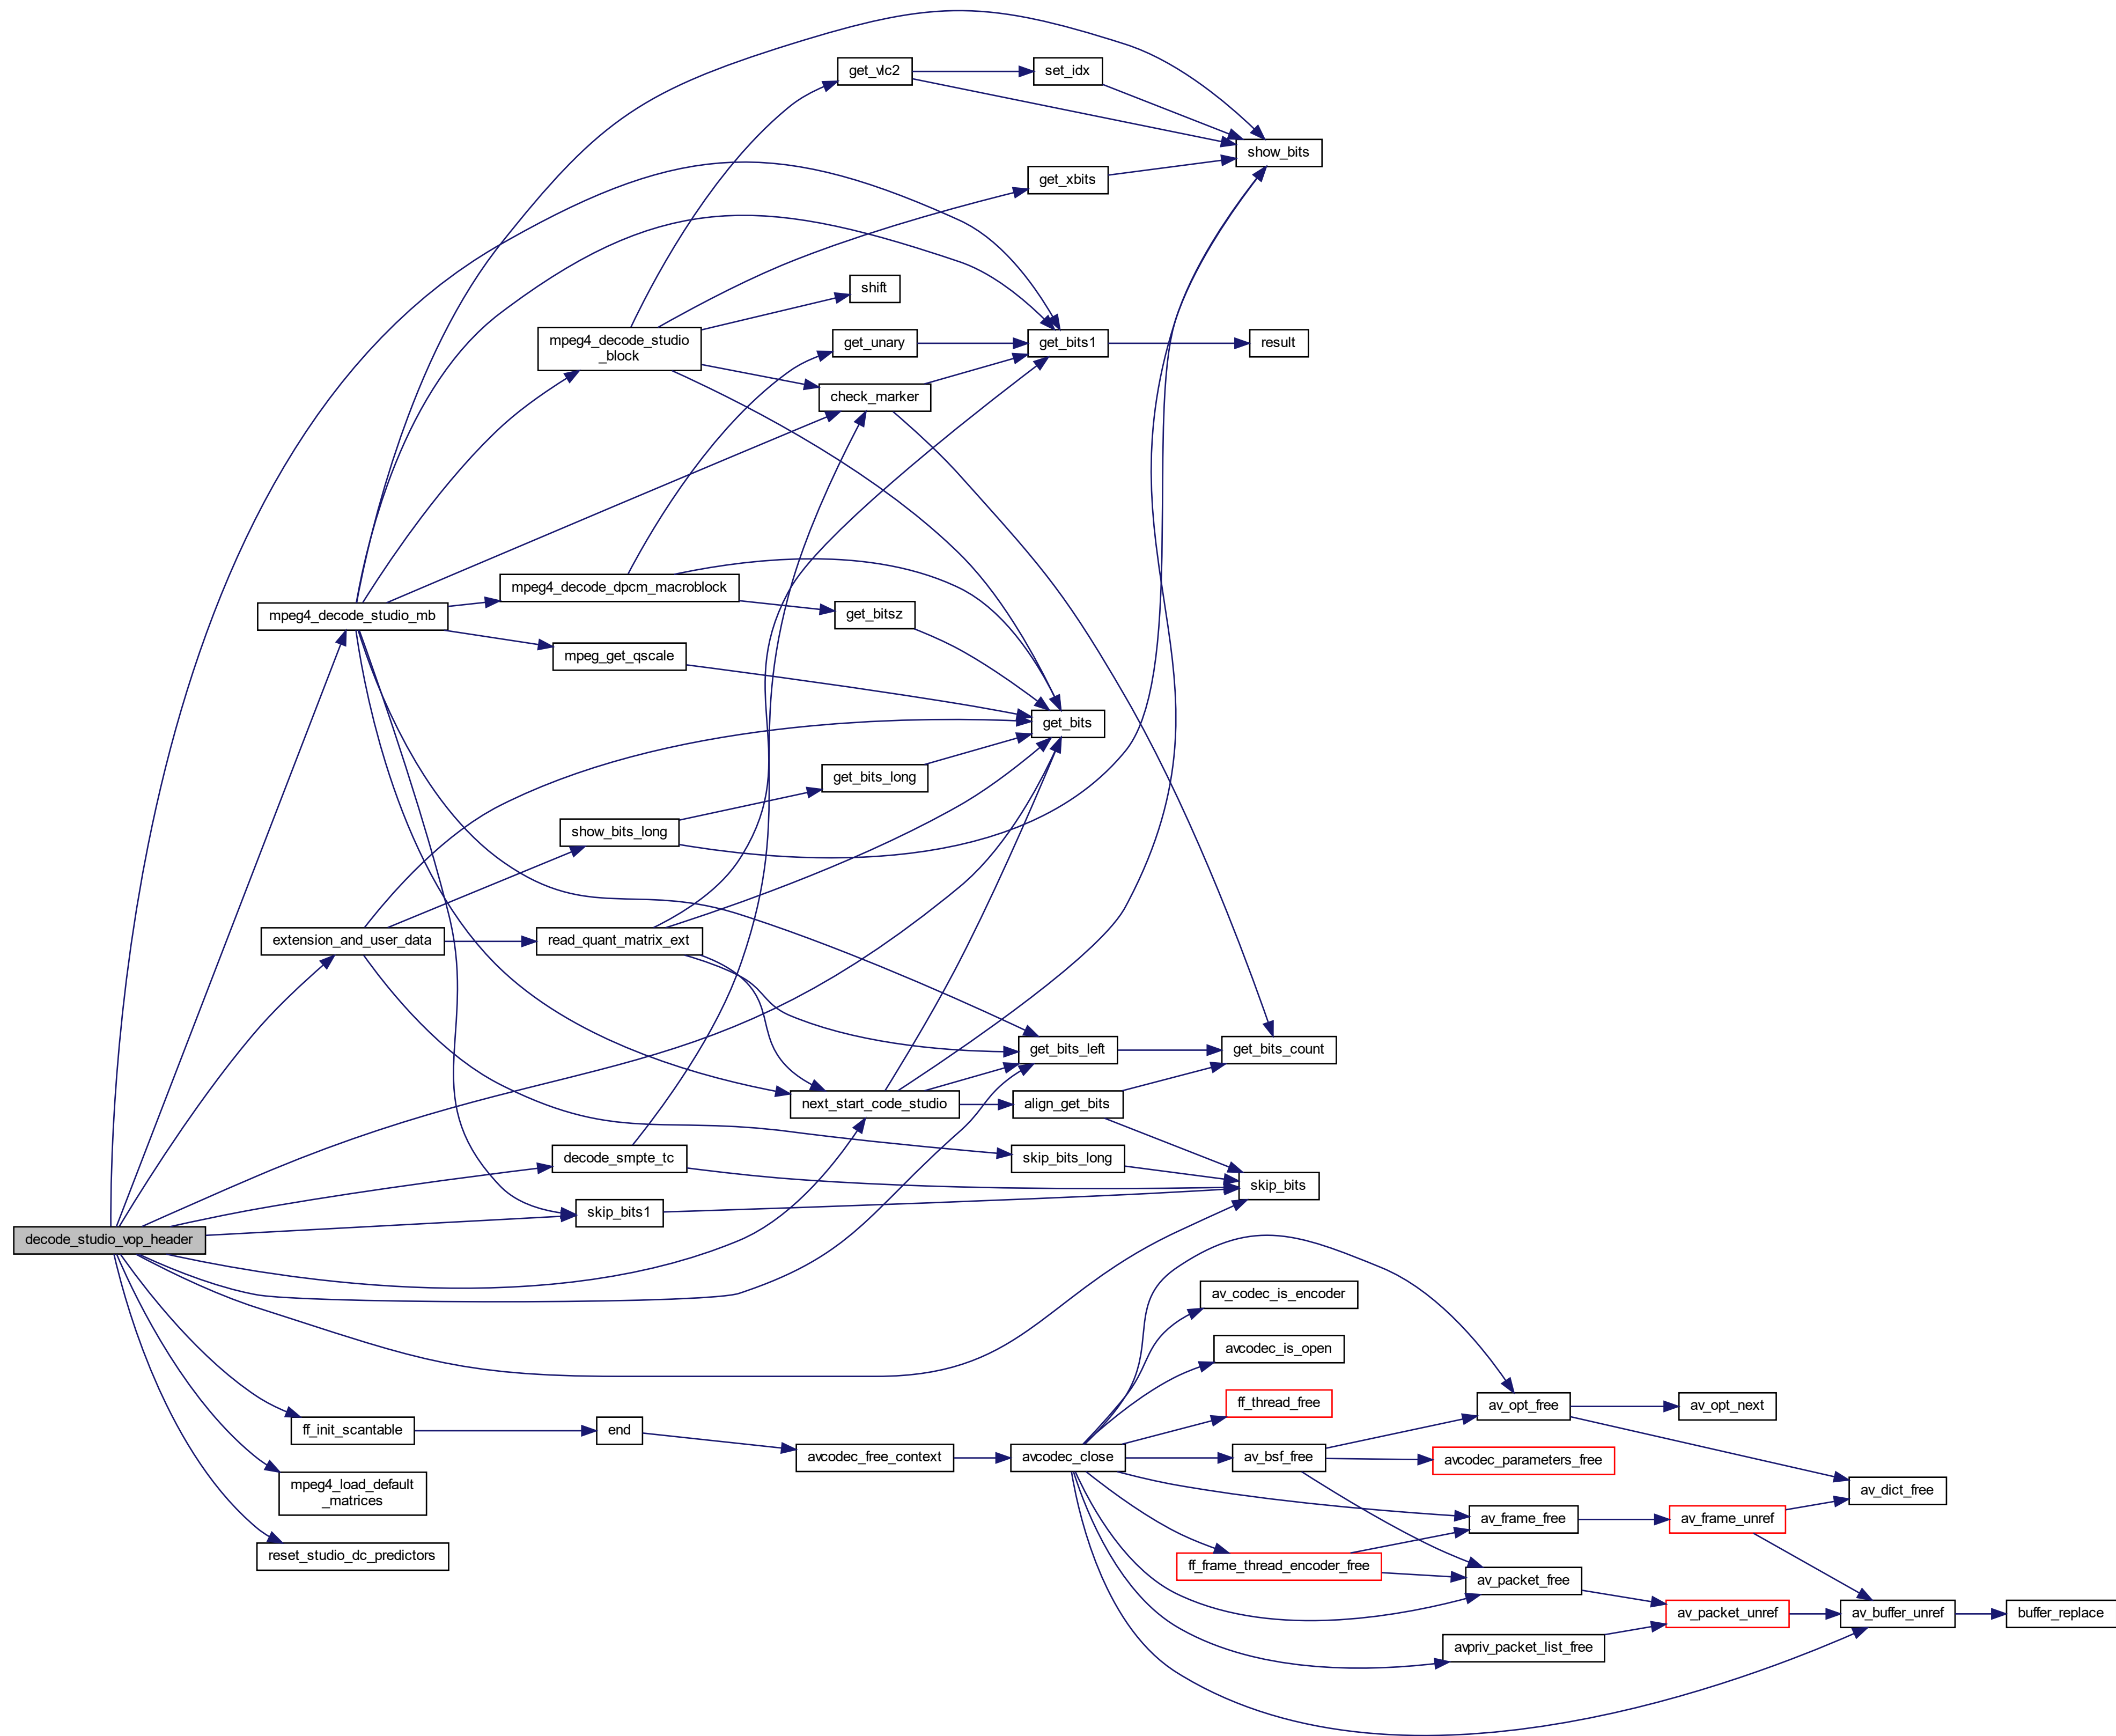 get_vlc2
set_idx
show_bits
get_xbits
shift
mpeg4_decode_studio
_block
get_unary
get_bits1
result
check_marker
mpeg4_decode_dpcm_macroblock
mpeg4_decode_studio_mb
get_bitsz
mpeg_get_qscale
get_bits
get_bits_long
show_bits_long
extension_and_user_data
read_quant_matrix_ext
get_bits_left
get_bits_count
next_start_code_studio
align_get_bits
decode_smpte_tc
skip_bits_long
skip_bits
skip_bits1
decode_studio_vop_header
av_codec_is_encoder
avcodec_is_open
ff_thread_free
av_opt_free
av_opt_next
ff_init_scantable
end
avcodec_free_context
avcodec_close
av_bsf_free
avcodec_parameters_free
mpeg4_load_default
_matrices
av_dict_free
av_frame_free
av_frame_unref
reset_studio_dc_predictors
ff_frame_thread_encoder_free
av_packet_free
av_packet_unref
av_buffer_unref
buffer_replace
avpriv_packet_list_free